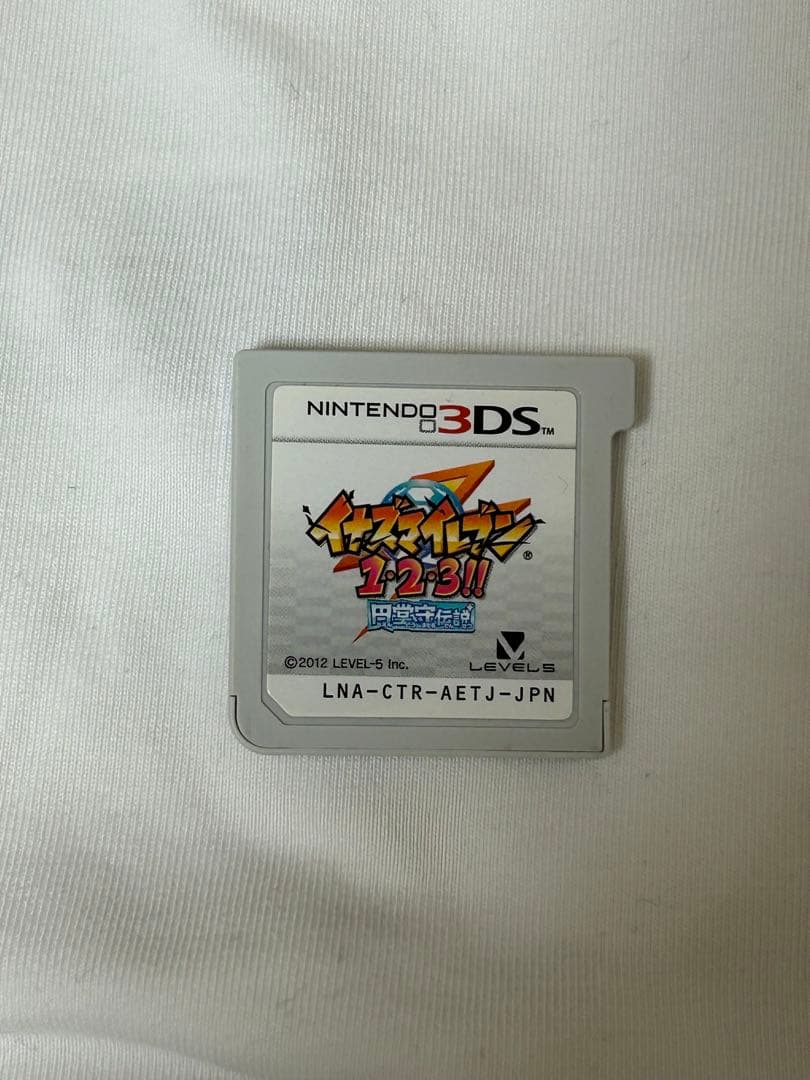 NINTENDO 3DS™
イナズマイレブン®
1・2・3!!
円堂守伝説
©2012 LEVEL-5 Inc.
LEVEL5
LNA-CTR-AETJ-JPN